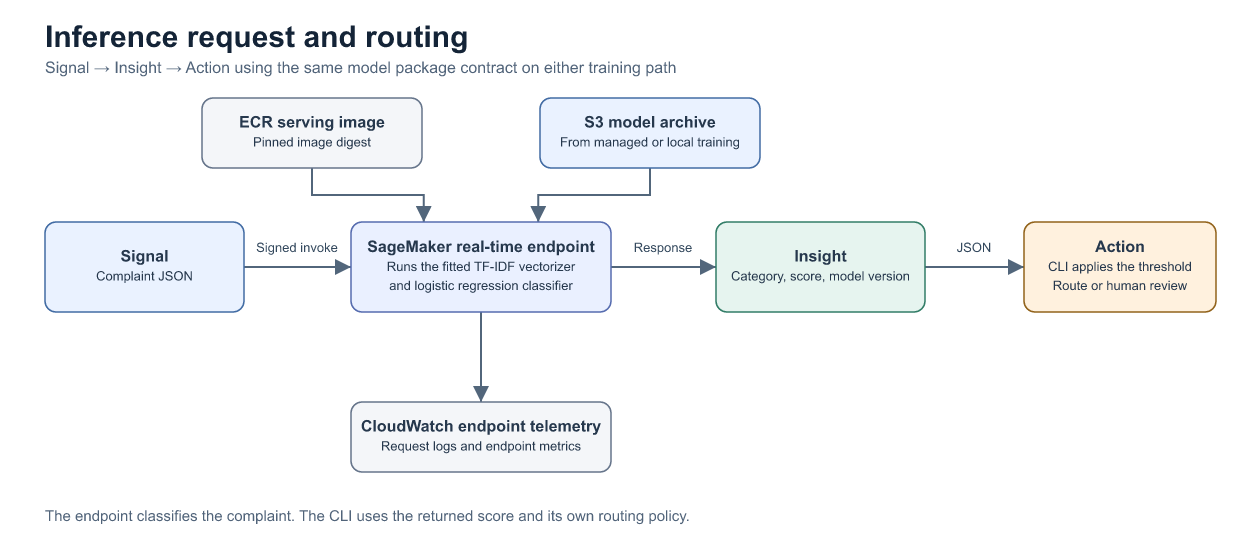 Inference request and routing
Signal → Insight → Action using the same model package contract on either training path
ECR serving image
Pinned image digest
S3 model archive
From managed or local training
Signal
Complaint JSON
Signed invoke
SageMaker real-time endpoint
Runs the fitted TF-IDF vectorizer
and logistic regression classifier
Response
Insight
Category, score, model version
JSON
Action
CLI applies the threshold
Route or human review
CloudWatch endpoint telemetry
Request logs and endpoint metrics
The endpoint classifies the complaint. The CLI uses the returned score and its own routing policy.